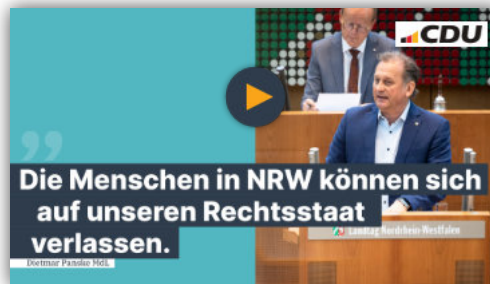 CDU
Die Menschen in NRW können sich
auf unseren Rechtsstaat
verlassen.
Landtag Nordrhein-Westfalen
Dietmar Panske MdL